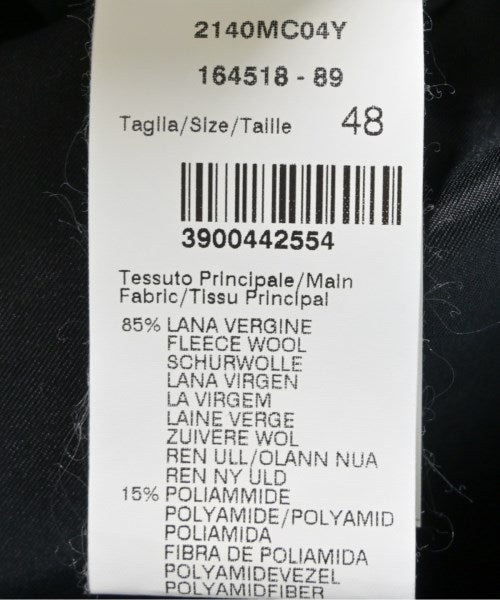 2140MC04Y
164518 - 89
Taglia/Size/Taille 48
3900442554
Tessuto Principale/Main
Fabric/Tissu Principal
85% LANA VERGINE
FLEECE WOOL
SCHURWOLLE
LANA VIRGEN
LA VIRGEM
LAINE VERGE
ZUIVERE WOL
REN ULL/OLANN NUA
REN NY ULD
15% POLIAMMIDE
POLYAMIDE/POLYAMID
POLIAMIDA
FIBRA DE POLIAMIDA
POLYAMIDEVEZEL
POLYAMIDFIBER